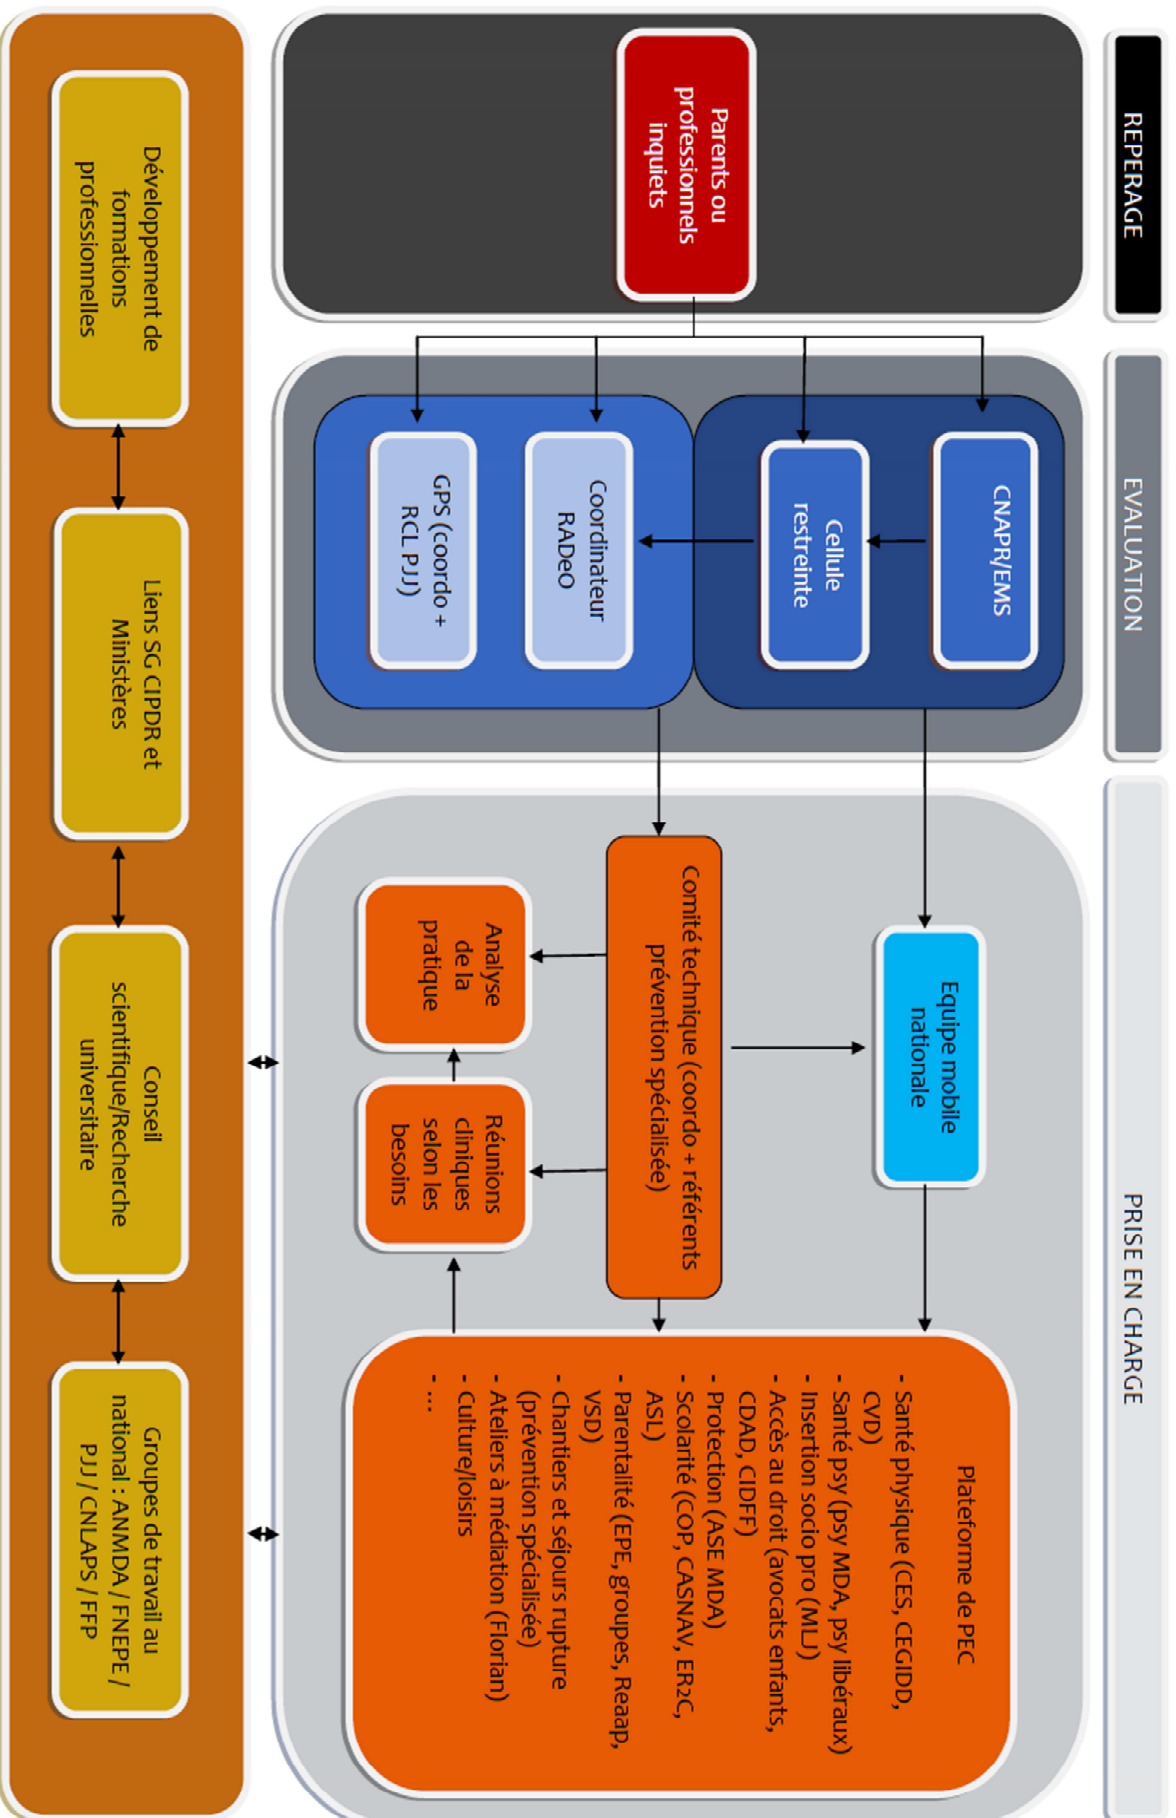 REPERAGE
EVALUATION
PRISE EN CHARGE
Parents ou
professionnels
inquiets
CNAPR/EMS
Cellule
restreinte
Coordinateur
RADeO
GPS (coordo +
RCL PJJ)
Equipe mobile
nationale
Comité technique (coordo + référents
prévention spécialisée)
Analyse
de la
pratique
Réunions
cliniques
selon les
besoins
Plateforme de PEC
- Santé physique (CES, CEGIDD,
CVD)
- Santé psy (psy MDA, psy libéraux)
- Insertion socio pro (MLJ)
- Accès au droit (avocats enfants,
CDAD, CIDFF)
- Protection (ASE MDA)
- Scolarité (COP, CASNAV, ER2C,
ASL)
- Parentalité (EPE, groupes, Reaap,
VSD)
- Chantiers et séjours rupture
(prévention spécialisée)
- Ateliers à médiation (Florian)
- Culture/loisirs
- ...
Développement de
formations
professionnelles
Liens SG CIPDR et
Ministères
Conseil
scientifique/Recherche
universitaire
Groupes de travail au
national : ANMDA / FNEPE /
PJJ / CNLAPS / FFP